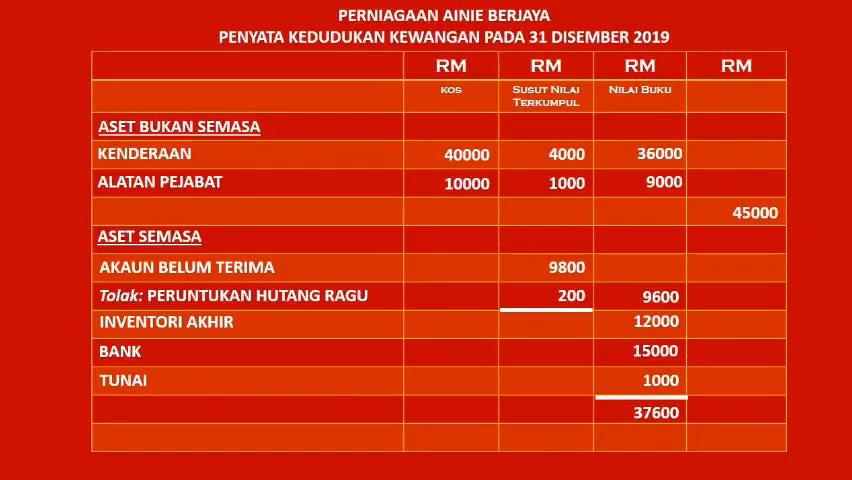 PERNIAGAAN AINIE BERJAYA
PENYATA KEDUDUKAN KEWANGAN PADA 31 DISEMBER 2019
RM RM RM RM
KOS SUSUT NILAI TERKUMPUL NILAI BUKU
ASET BUKAN SEMASA
KENDERAAN 40000 4000 36000
ALATAN PEJABAT 10000 1000 9000
45000
ASET SEMASA
AKAUN BELUM TERIMA 9800
Tolak: PERUNTUKAN HUTANG RAGU 200 9600
INVENTORI AKHIR 12000
BANK 15000
TUNAI 1000
37600